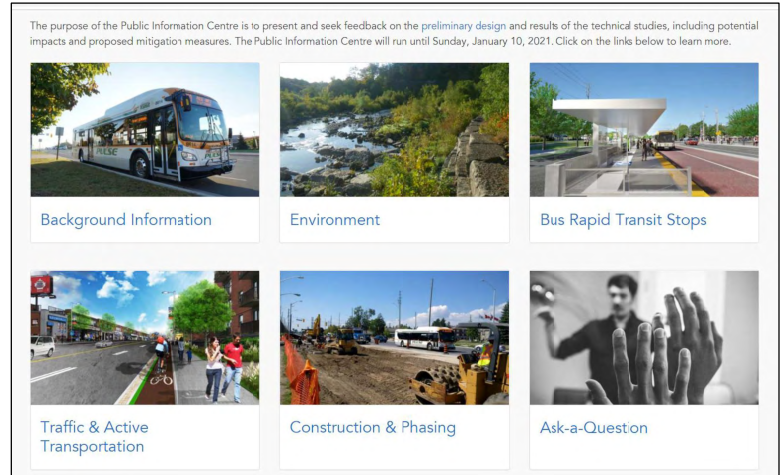 The purpose of the Public Information Centre is to present and seek feedback on the preliminary design and results of the technical studies, including potential
impacts and proposed mitigation measures. The Public Information Centre will run until Sunday, January 10, 2021. Click on the links below to learn more.
PULSE
Background Information
Environment
Bus Rapid Transit Stops
Traffic & Active
Transportation
Construction & Phasing
Ask-a-Question